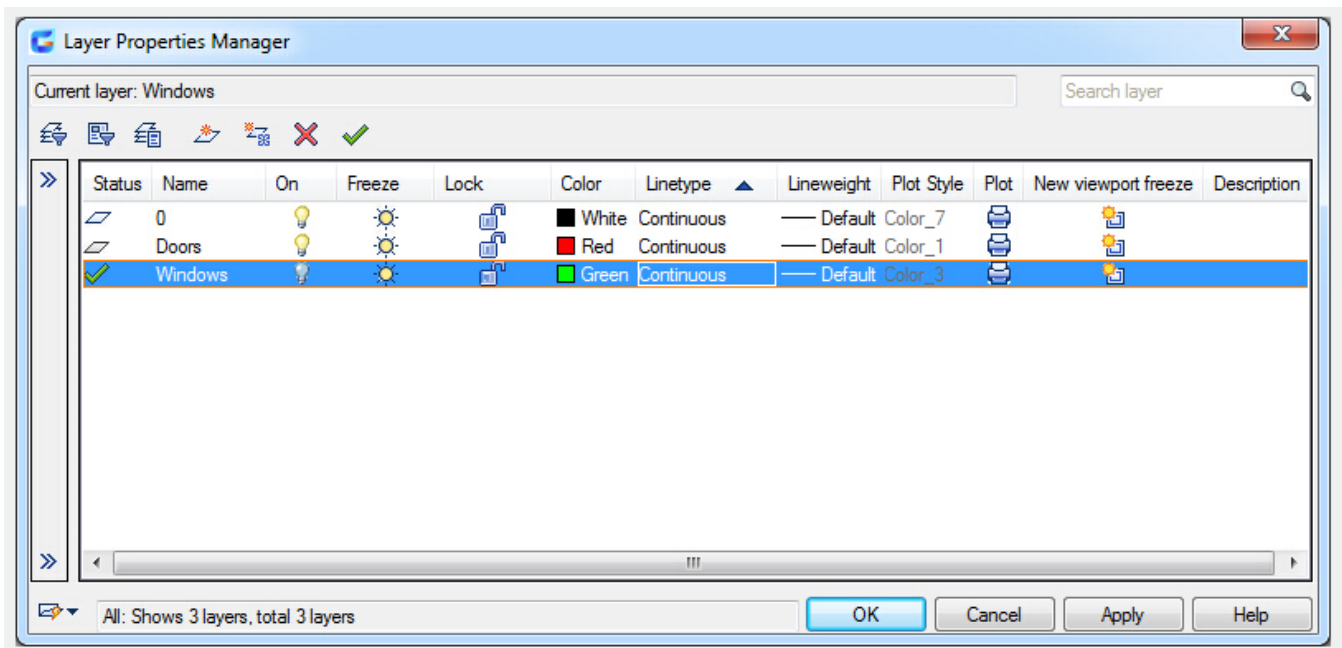 Layer Properties Manager
Current layer: Windows
Search layer
Status Name On Freeze Lock Color Linetype Lineweight Plot Style Plot New viewport freeze Description
0 White Continuous Default Color_7
Doors Red Continuous Default Color_1
Windows Green Continuous Default Color_3
All: Shows 3 layers, total 3 layers
OK Cancel Apply Help